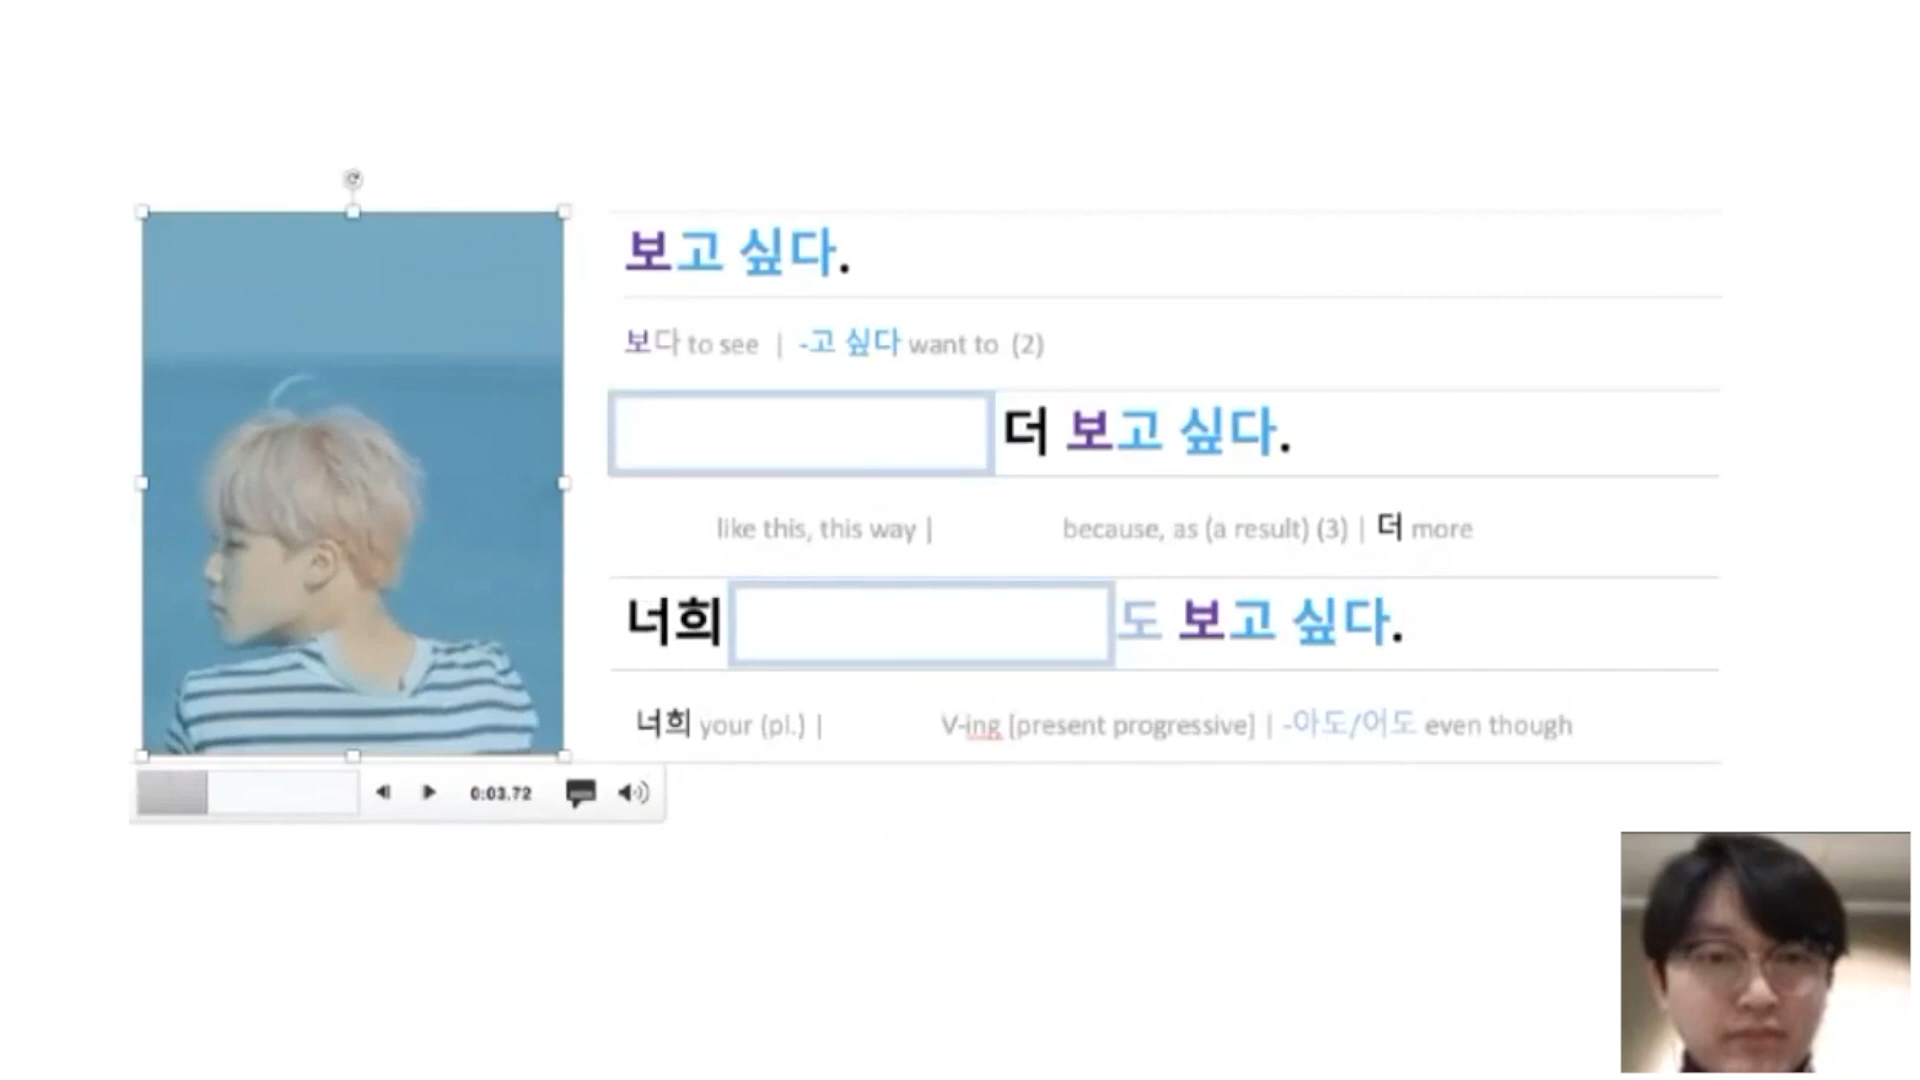 보고 싶다.
보다 to see | -고 싶다 want to (2)
더 보고 싶다.
like this, this way | because, as (a result) (3) | 더 more
너희 도 보고 싶다.
너희 your (pl.) | V-ing [present progressive] | -아도/어도 even though
0:03.72